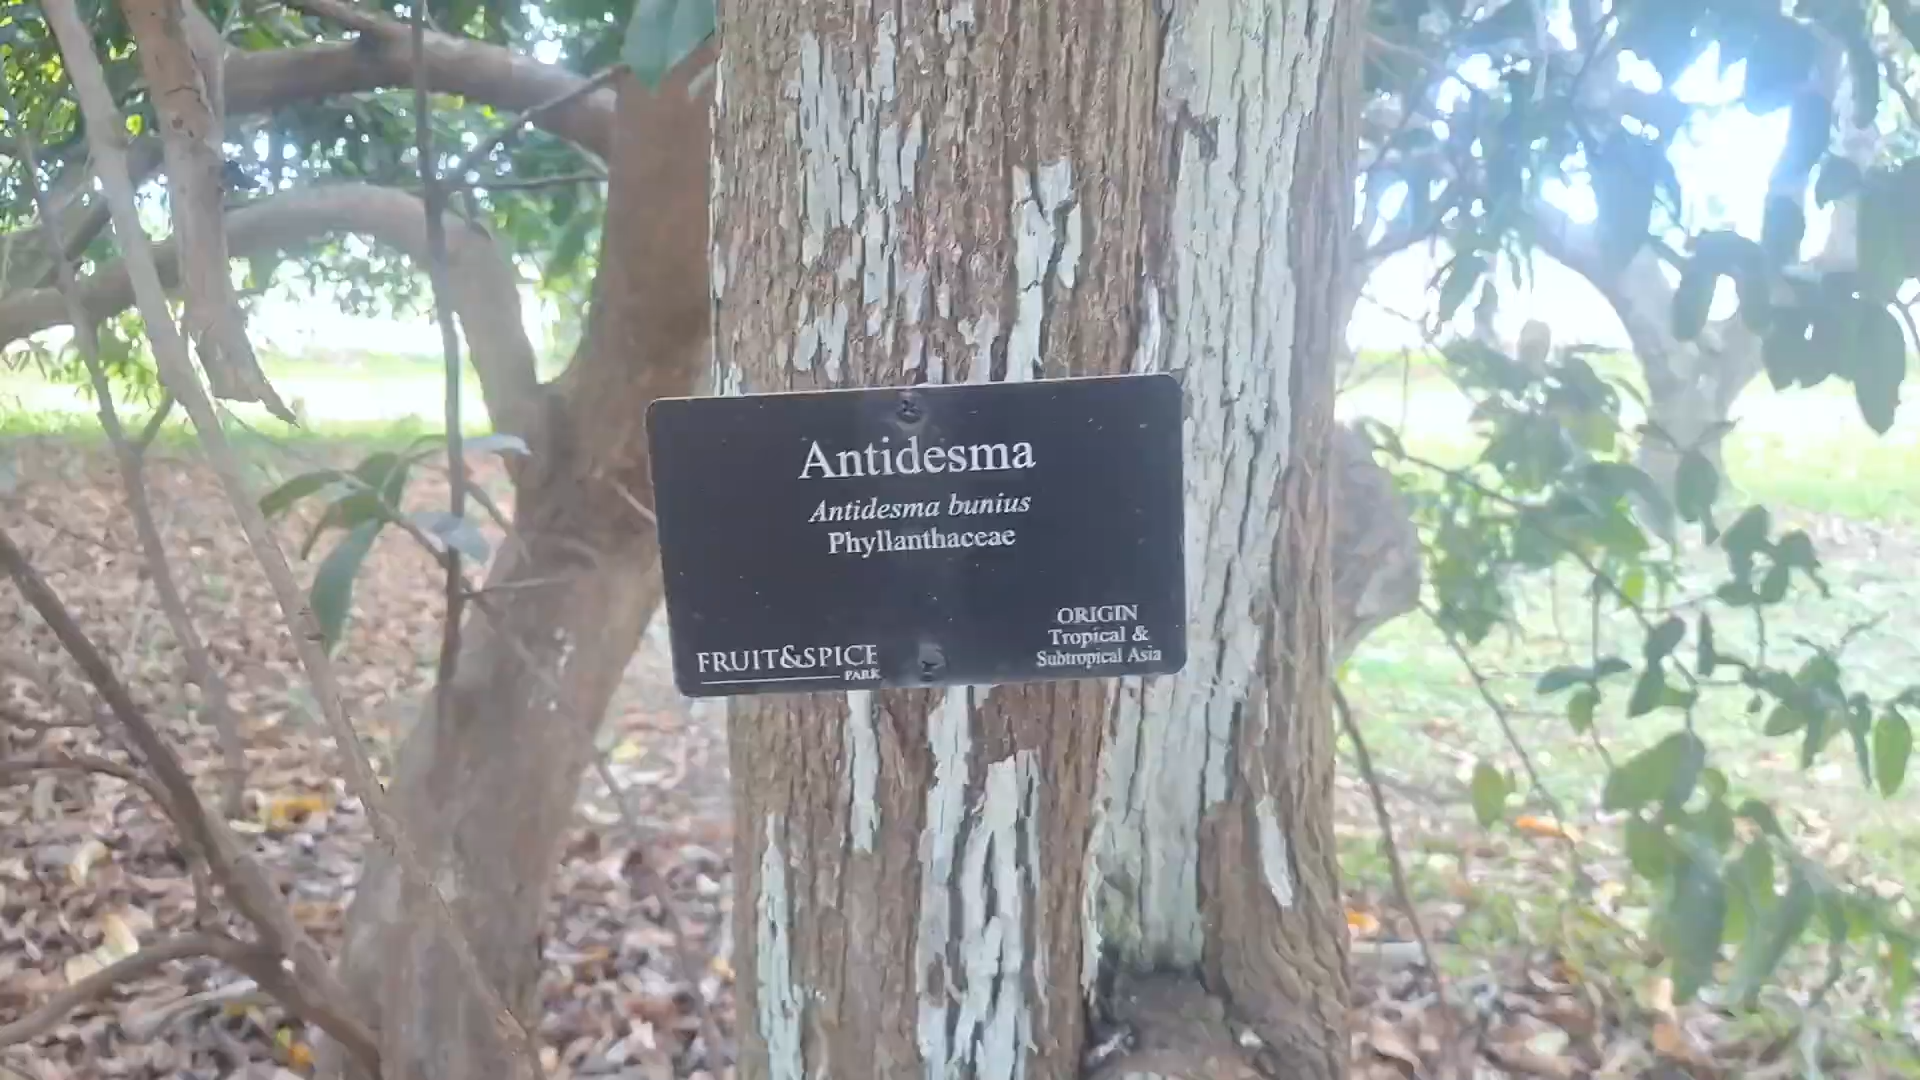 Antidesma
Antidesma bunius
Phyllanthaceae
FRUIT&SPICE
PARK
ORIGIN
Tropical &
Subtropical Asia